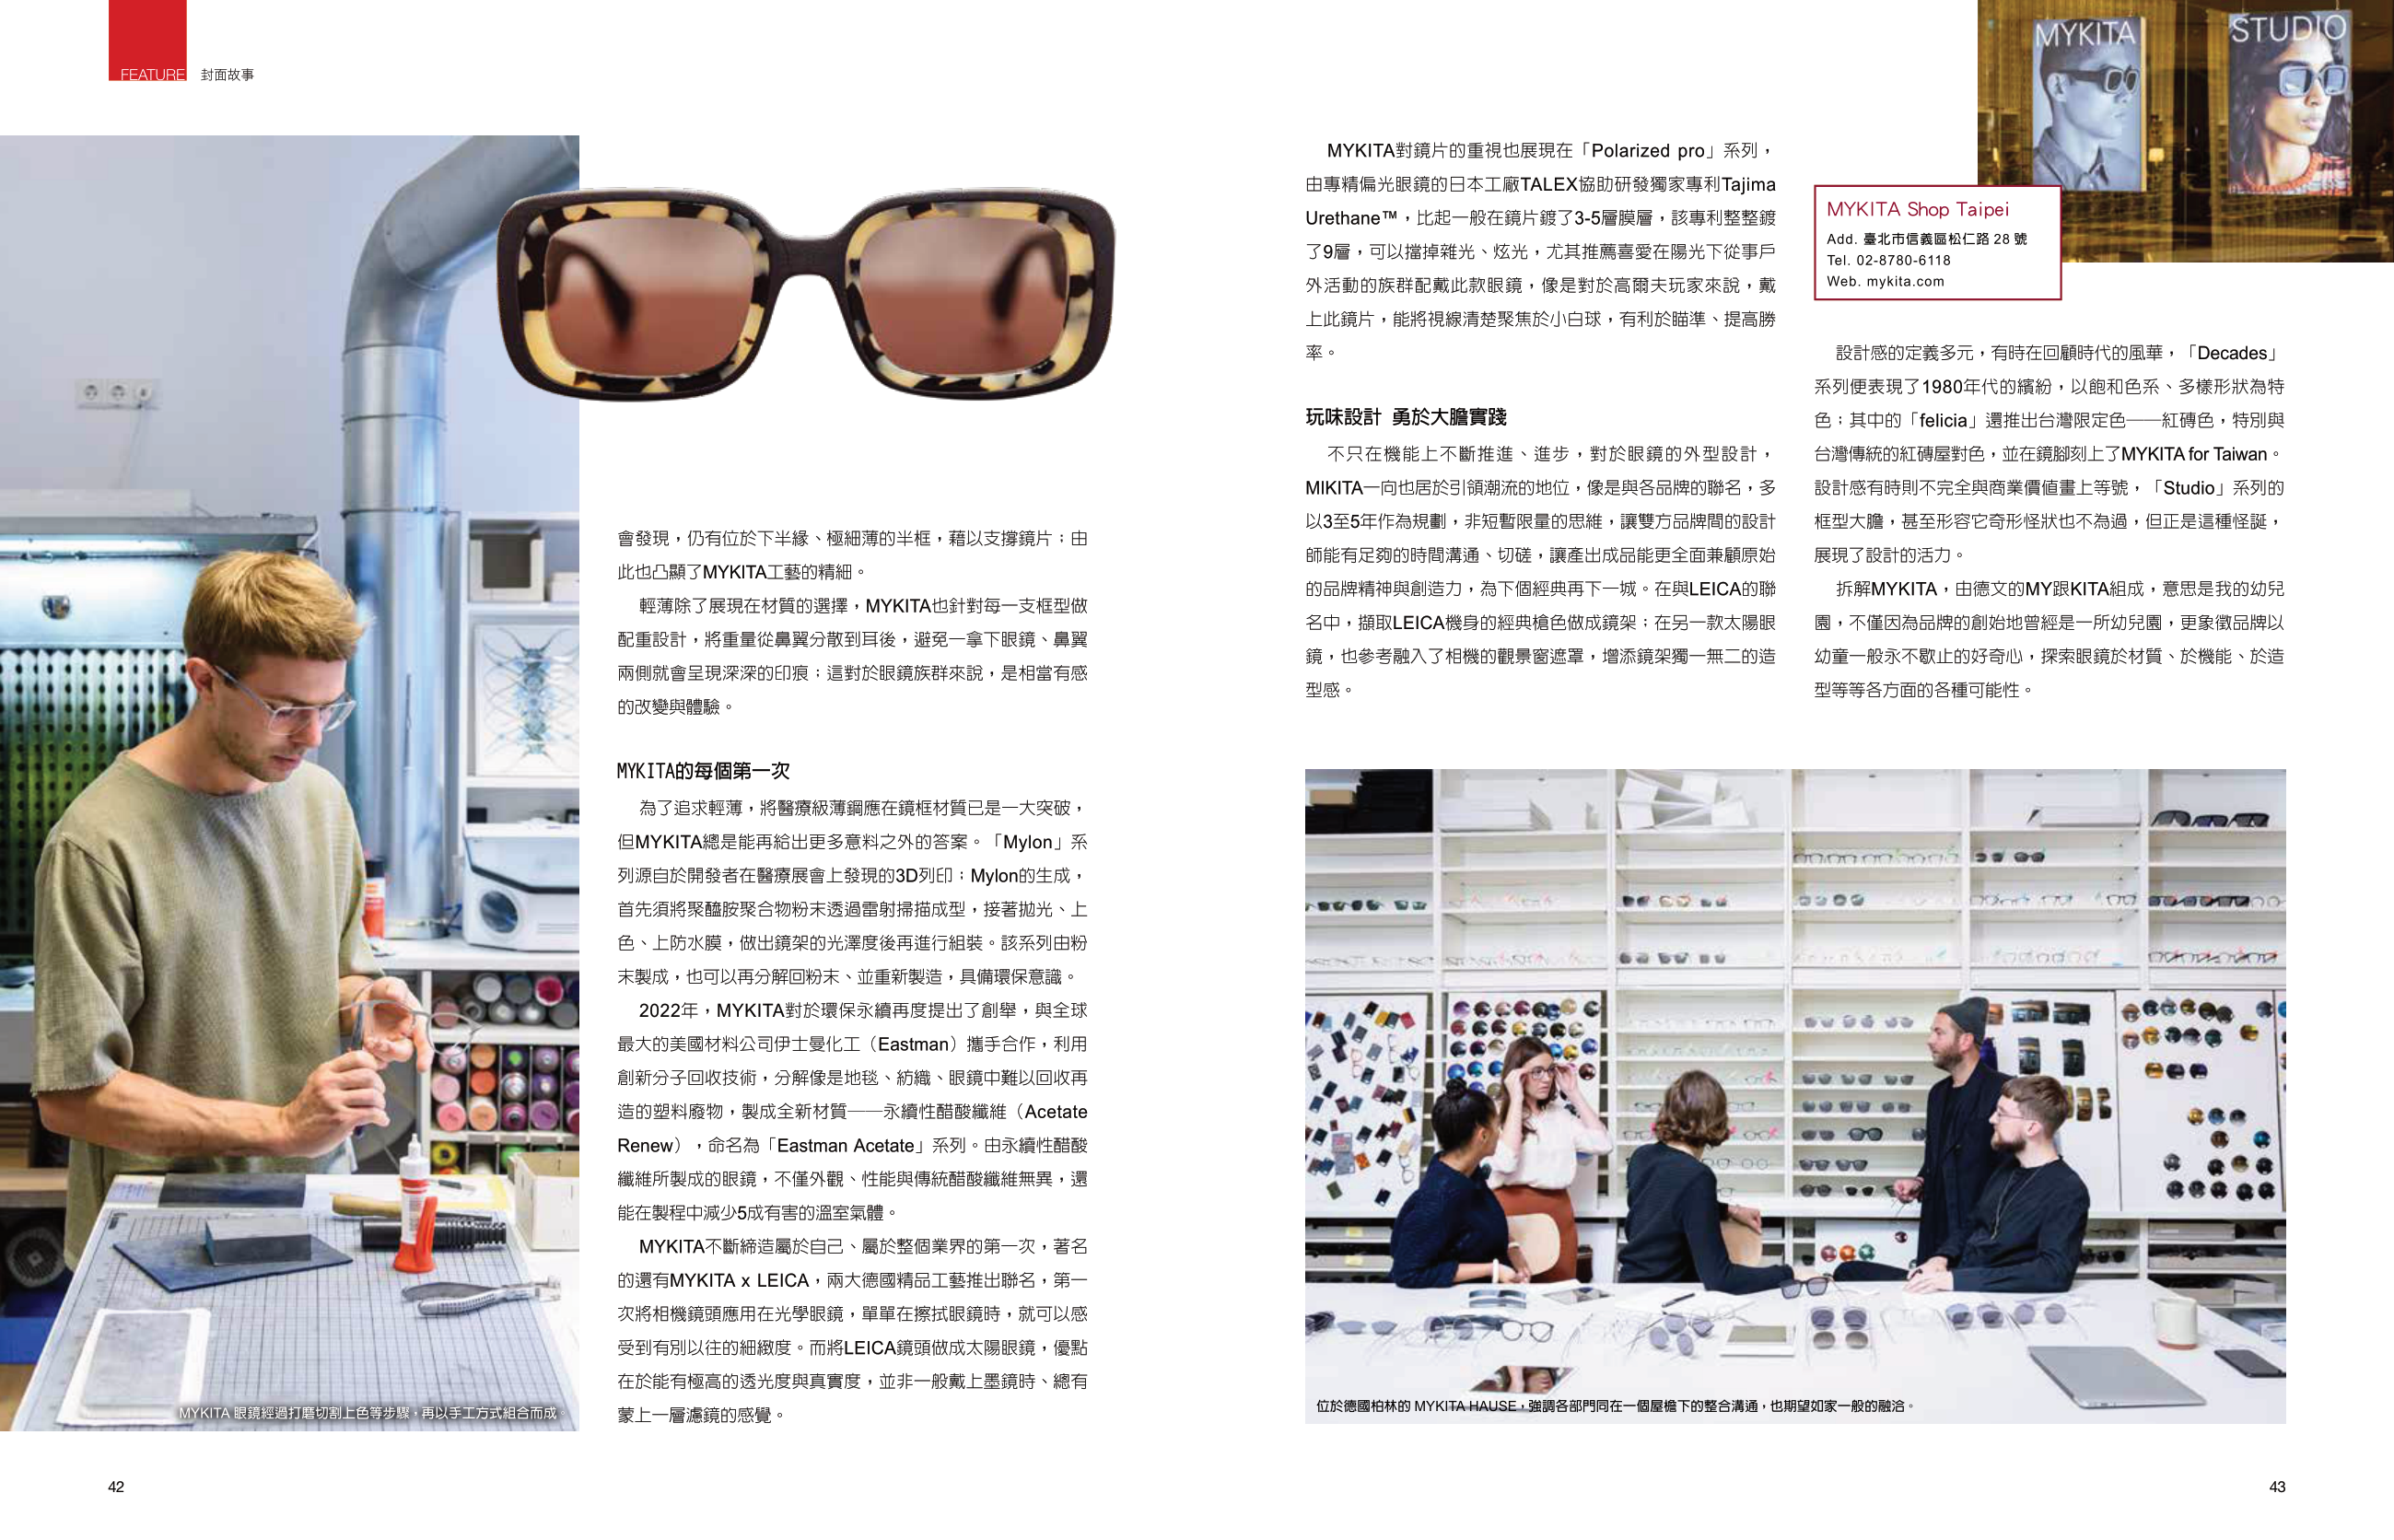 FEATURE 封面故事
會發現，仍有位於下半緣、極細薄的半框，藉以支撐鏡片；由
此也凸顯了MYKITA工藝的精細。
輕薄除了展現在材質的選擇，MYKITA也針對每一支框型做
配重設計，將重量從鼻翼分散到耳後，避免一拿下眼鏡、鼻翼
兩側就會呈現深深的印痕；這對於眼鏡族群來說，是相當有感
的改變與體驗。
MYKITA的每個第一次
為了追求輕薄，將醫療級薄鋼應在鏡框材質已是一大突破，
但MYKITA總是能再給出更多意料之外的答案。「Mylon」系
列源自於開發者在醫療展會上發現的3D列印；Mylon的生成，
首先須將聚醯胺聚合物粉末透過雷射掃描成型，接著拋光、上
色、上防水膜，做出鏡架的光澤度後再進行組裝。該系列由粉
末製成，也可以再分解回粉末、並重新製造，具備環保意識。
2022年，MYKITA對於環保永續再度提出了創舉，與全球
最大的美國材料公司伊士曼化工（Eastman）攜手合作，利用
創新分子回收技術，分解像是地毯、紡織、眼鏡中難以回收再
造的塑料廢物，製成全新材質——永續性醋酸纖維（Acetate
Renew），命名為「Eastman Acetate」系列。由永續性醋酸
纖維所製成的眼鏡，不僅外觀、性能與傳統醋酸纖維無異，還
能在製程中減少5成有害的溫室氣體。
MYKITA不斷締造屬於自己、屬於整個業界的第一次，著名
的還有MYKITA x LEICA，兩大德國精品工藝推出聯名，第一
次將相機鏡頭應用在光學眼鏡，單單在擦拭眼鏡時，就可以感
受到有別以往的細緻度。而將LEICA鏡頭做成太陽眼鏡，優點
在於能有極高的透光度與真實度，並非一般戴上墨鏡時、總有
蒙上一層濾鏡的感覺。
MYKITA 眼鏡經過打磨切割上色等步驟，再以手工方式組合而成。
42
MYKITA對鏡片的重視也展現在「Polarized pro」系列，
由專精偏光眼鏡的日本工廠TALEX協助研發獨家專利Tajima
Urethane™，比起一般在鏡片鍍了3-5層膜層，該專利整整鍍
了9層，可以擋掉雜光、炫光，尤其推薦喜愛在陽光下從事戶
外活動的族群配戴此款眼鏡，像是對於高爾夫玩家來說，戴
上此鏡片，能將視線清楚聚焦於小白球，有利於瞄準、提高勝
率。
玩味設計 勇於大膽實踐
不只在機能上不斷推進、進步，對於眼鏡的外型設計，
MIKITA一向也居於引領潮流的地位，像是與各品牌的聯名，多
以3至5年作為規劃，非短暫限量的思維，讓雙方品牌間的設計
師能有足夠的時間溝通、切磋，讓產出成品能更全面兼顧原始
的品牌精神與創造力，為下個經典再下一城。在與LEICA的聯
名中，擷取LEICA機身的經典槍色做成鏡架；在另一款太陽眼
鏡，也參考融入了相機的觀景窗遮罩，增添鏡架獨一無二的造
型感。
MYKITA
STUDIO
MYKITA Shop Taipei
Add. 臺北市信義區松仁路 28 號
Tel. 02-8780-6118
Web. mykita.com
設計感的定義多元，有時在回顧時代的風華，「Decades」
系列便表現了1980年代的繽紛，以飽和色系、多樣形狀為特
色；其中的「felicia」還推出台灣限定色——紅磚色，特別與
台灣傳統的紅磚屋對色，並在鏡腳刻上了MYKITA for Taiwan。
設計感有時則不完全與商業價值畫上等號，「Studio」系列的
框型大膽，甚至形容它奇形怪狀也不為過，但正是這種怪誕，
展現了設計的活力。
拆解MYKITA，由德文的MY跟KITA組成，意思是我的幼兒
園，不僅因為品牌的創始地曾經是一所幼兒園，更象徵品牌以
幼童一般永不歇止的好奇心，探索眼鏡於材質、於機能、於造
型等等各方面的各種可能性。
位於德國柏林的 MYKITA HAUSE，強調各部門同在一個屋檐下的整合溝通，也期望如家一般的融洽。
43